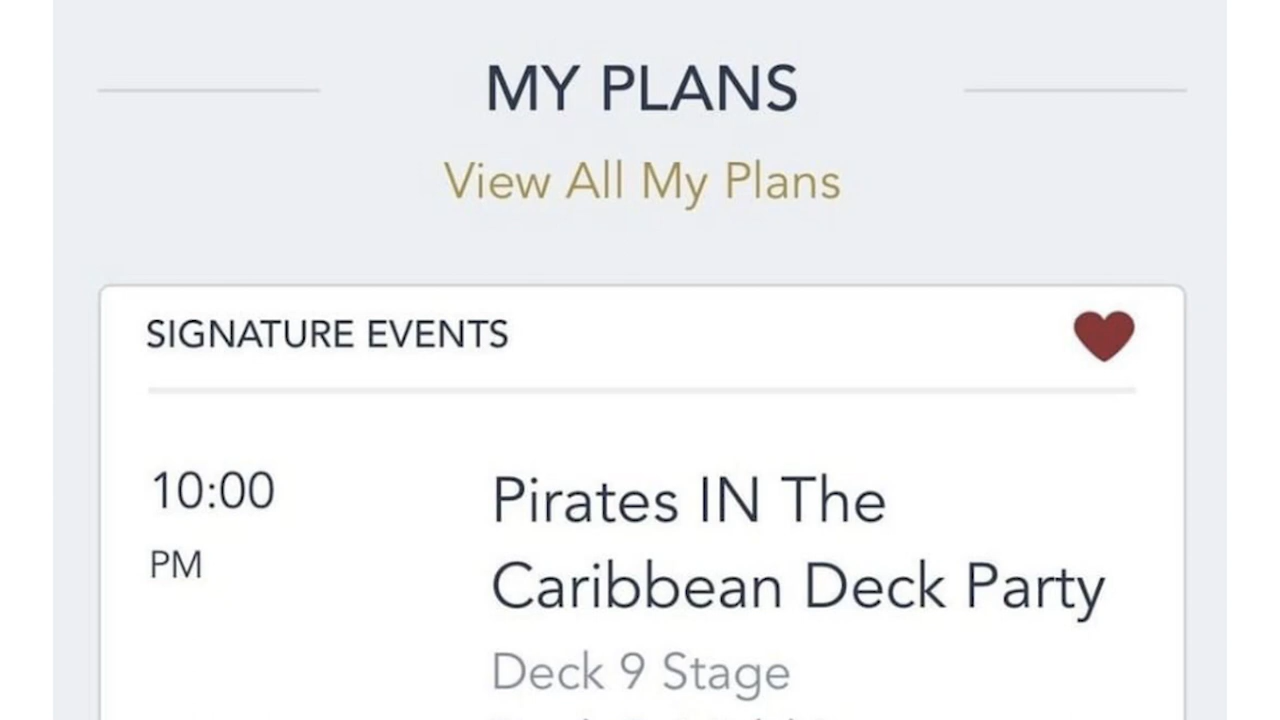 MY PLANS
View All My Plans
SIGNATURE EVENTS
10:00
PM
Pirates IN The
Caribbean Deck Party
Deck 9 Stage